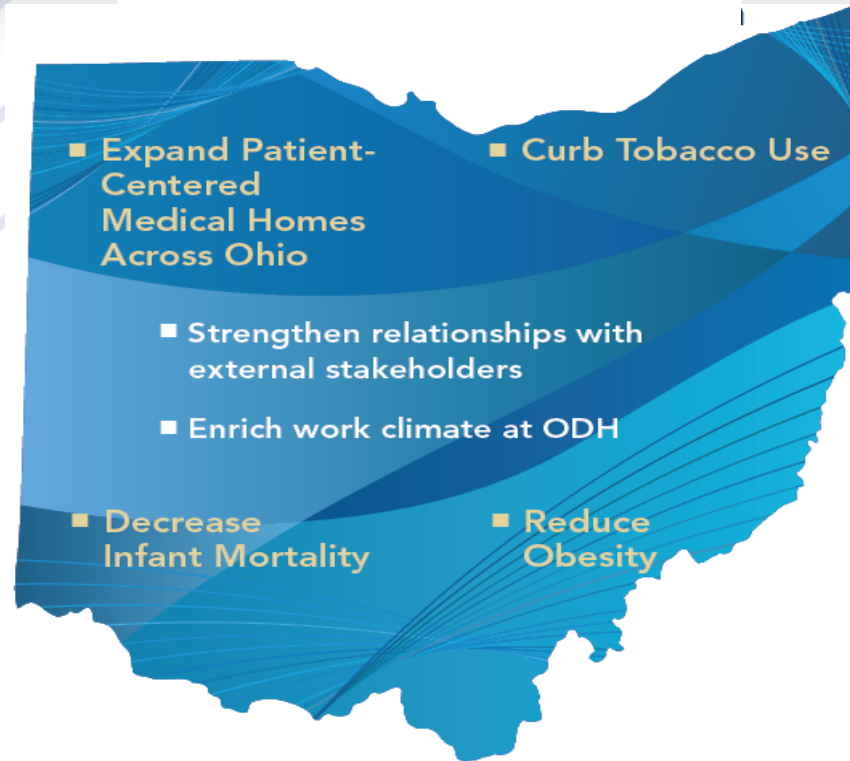 ■ Expand Patient-
Centered
Medical Homes
Across Ohio
■ Curb Tobacco Use
■ Strengthen relationships with
external stakeholders
■ Enrich work climate at ODH
■ Decrease
Infant Mortality
■ Reduce
Obesity